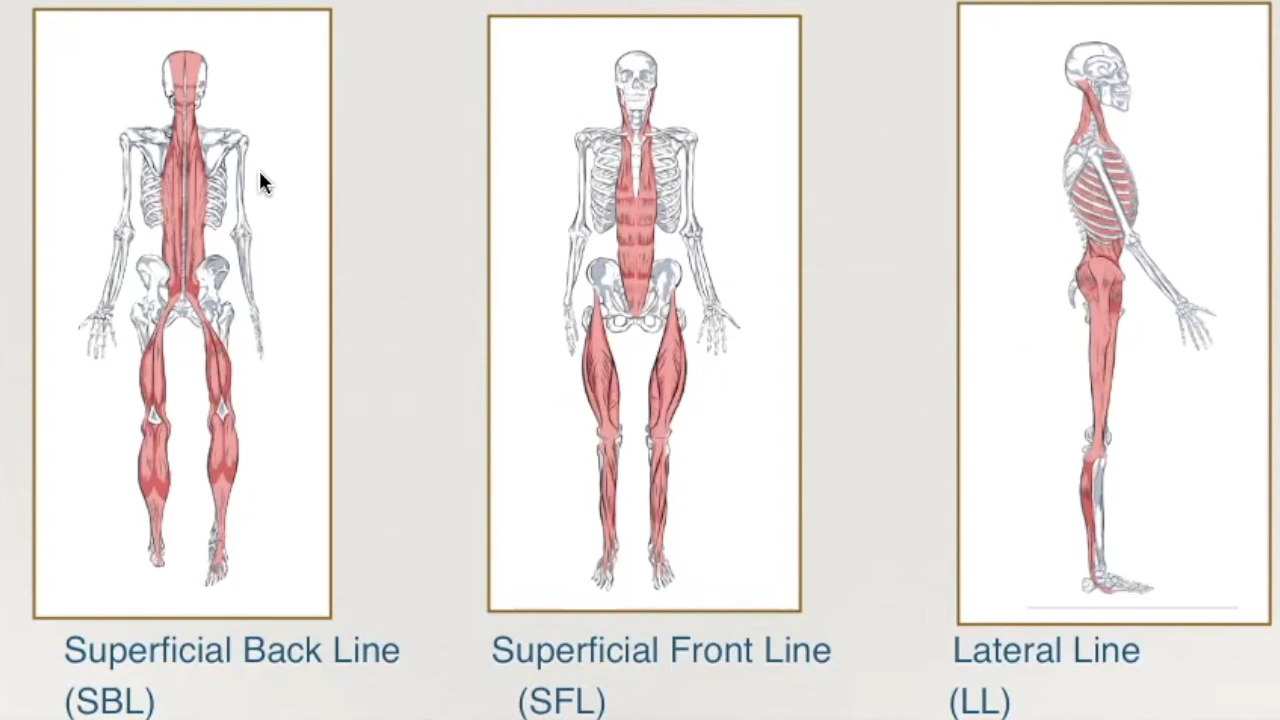 Superficial Back Line
(SBL)
Superficial Front Line
(SFL)
Lateral Line
(LL)